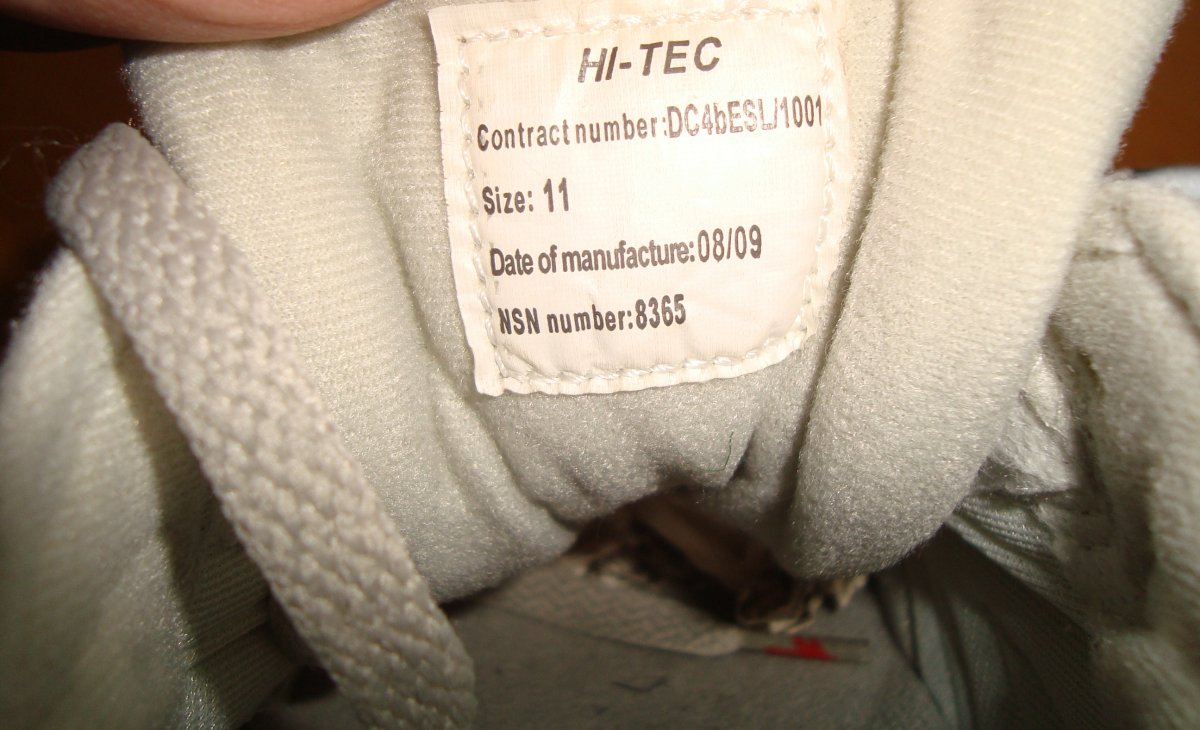 HI-TEC
Contract number:DC4bESL/1001
Size: 11
Date of manufacture:08/09
NSN number:8365